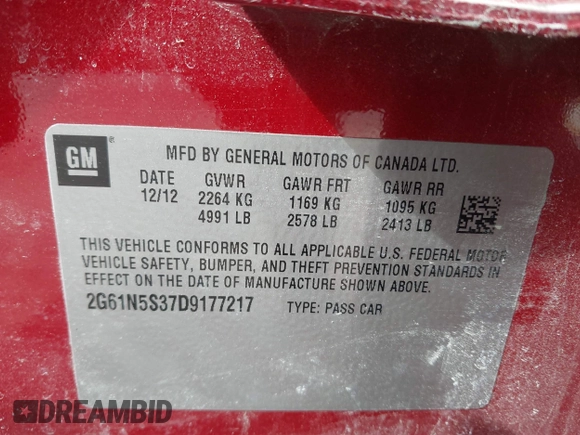 GM ®
MFD BY GENERAL MOTORS OF CANADA LTD.
DATE GVWR GAWR FRT GAWR RR
12/12 2264 KG 1169 KG 1095 KG
4991 LB 2578 LB 2413 LB
THIS VEHICLE CONFORMS TO ALL APPLICABLE U.S. FEDERAL MOTOR
VEHICLE SAFETY, BUMPER, AND THEFT PREVENTION STANDARDS IN
EFFECT ON THE DATE OF MANUFACTURE SHOWN ABOVE.
2G61N5S37D9177217 TYPE: PASS CAR
DREAMBID